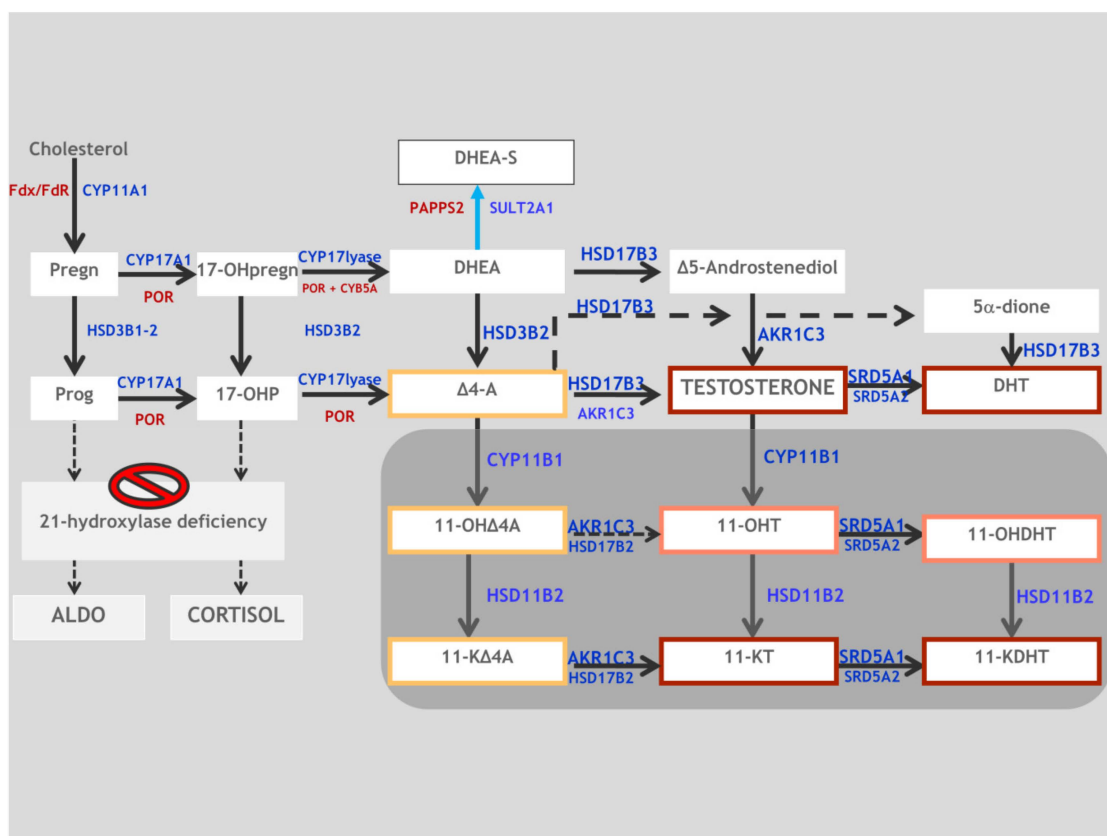 Cholesterol
Fdx/FdR
CYP11A1
DHEA-S
PAPPS2
SULT2A1
Pregn
CYP17A1
POR
17-OHpregn
CYP17lyase
POR + CYB5A
DHEA
HSD17B3
Δ5-Androstenediol
HSD17B3
5α-dione
HSD3B1-2
HSD3B2
HSD3B2
AKR1C3
HSD17B3
Prog
CYP17A1
POR
17-OHP
CYP17lyase
POR
Δ4-A
HSD17B3
AKR1C3
TESTOSTERONE
SRD5A1
SRD5A2
DHT
CYP11B1
CYP11B1
21-hydroxylase deficiency
11-OHΔ4A
AKR1C3
HSD17B2
11-OHT
SRD5A1
SRD5A2
11-OHDHT
HSD11B2
HSD11B2
HSD11B2
ALDO
CORTISOL
11-KΔ4A
AKR1C3
HSD17B2
11-KT
SRD5A1
SRD5A2
11-KDHT